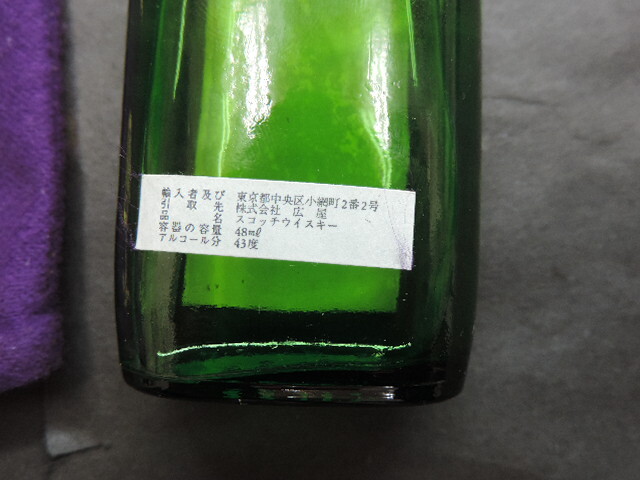 輸入者及び 東京都中央区小網町2番2号
引取先 株式会社 広屋
品名 スコッチウイスキー
容器の容量 48ml
アルコール分 43度